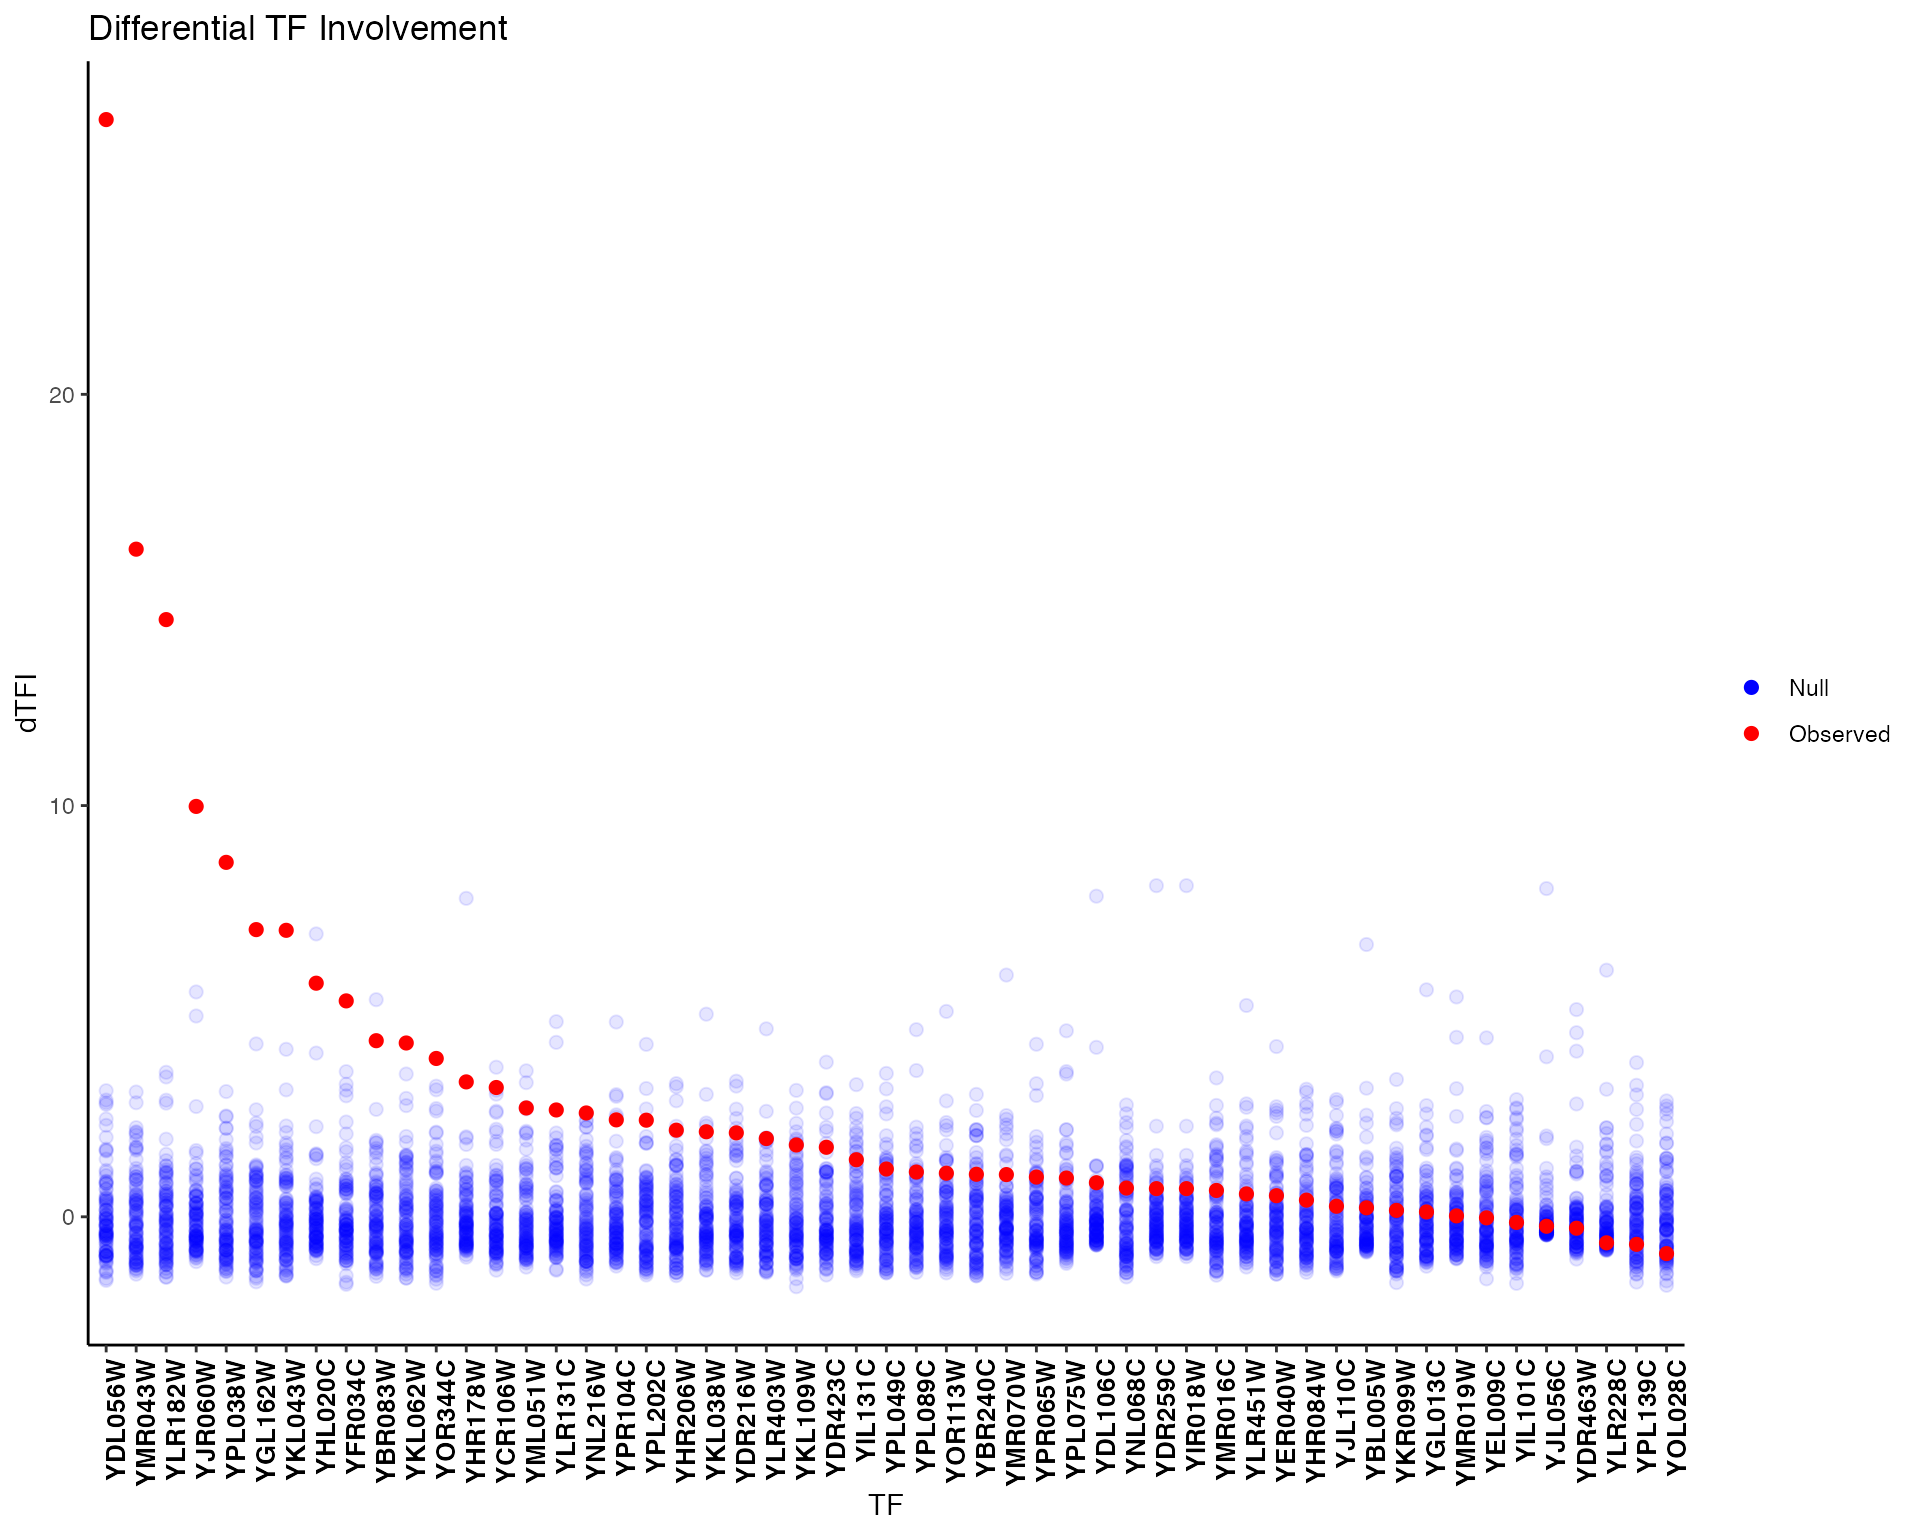 Differential TF Involvement
dTFI
20
10
0
YDL056W
YMR043W
YLR182W
YJR060W
YPL038W
YGL162W
YKL043W
YHL020C
YFR034C
YBR083W
YKL062W
YOR344C
YHR178W
YCR106W
YML051W
YLR131C
YNL216W
YPR104C
YPL202C
YHR206W
YKL038W
YDR216W
YLR403W
YKL109W
YDR423C
YIL131C
YPL049C
YPL089C
YOR113W
YBR240C
YMR070W
YPR065W
YPL075W
YDL106C
YNL068C
YDR259C
YIR018W
YMR016C
YLR451W
YER040W
YHR084W
YJL110C
YBL005W
YKR099W
YGL013C
YMR019W
YEL009C
YIL101C
YJL056C
YDR463W
YLR228C
YPL139C
YOL028C
TF
Null
Observed